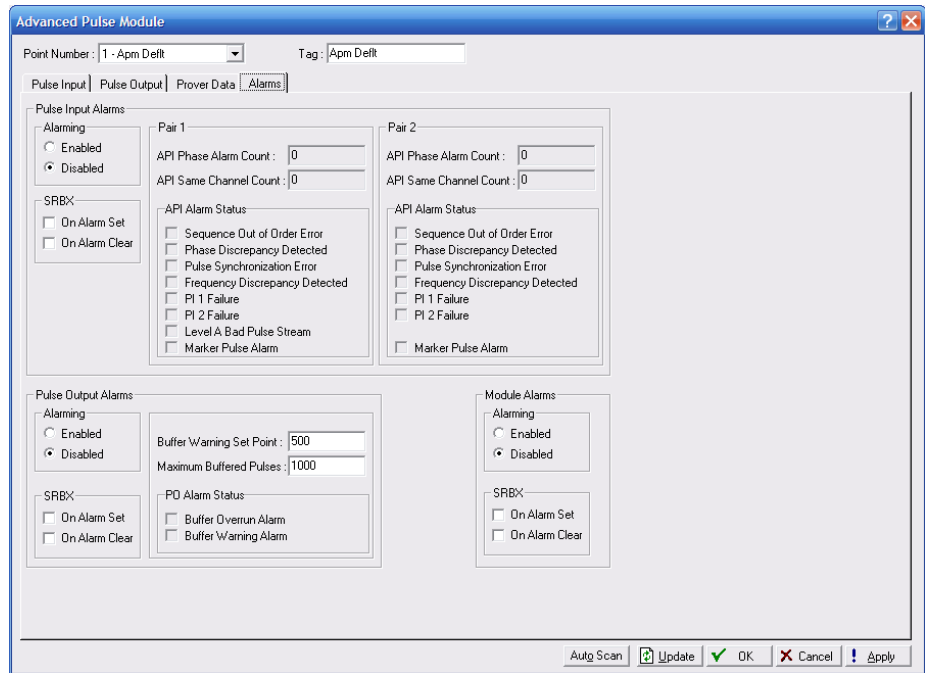 Advanced Pulse Module
Point Number : 1 - Apm Deflt Tag : Apm Deflt
Pulse Input Pulse Output Prover Data Alarms
Pulse Input Alarms
Alarming
Enabled
Disabled
SRBX
On Alarm Set
On Alarm Clear
Pair 1
API Phase Alarm Count : 0
API Same Channel Count : 0
API Alarm Status
Sequence Out of Order Error
Phase Discrepancy Detected
Pulse Synchronization Error
Frequency Discrepancy Detected
PI 1 Failure
PI 2 Failure
Level A Bad Pulse Stream
Marker Pulse Alarm
Pair 2
API Phase Alarm Count : 0
API Same Channel Count : 0
API Alarm Status
Sequence Out of Order Error
Phase Discrepancy Detected
Pulse Synchronization Error
Frequency Discrepancy Detected
PI 1 Failure
PI 2 Failure
Marker Pulse Alarm
Pulse Output Alarms
Alarming
Enabled
Disabled
SRBX
On Alarm Set
On Alarm Clear
Buffer Warning Set Point : 500
Maximum Buffered Pulses : 1000
PO Alarm Status
Buffer Overrun Alarm
Buffer Warning Alarm
Module Alarms
Alarming
Enabled
Disabled
SRBX
On Alarm Set
On Alarm Clear
Auto Scan Update OK Cancel ! Apply